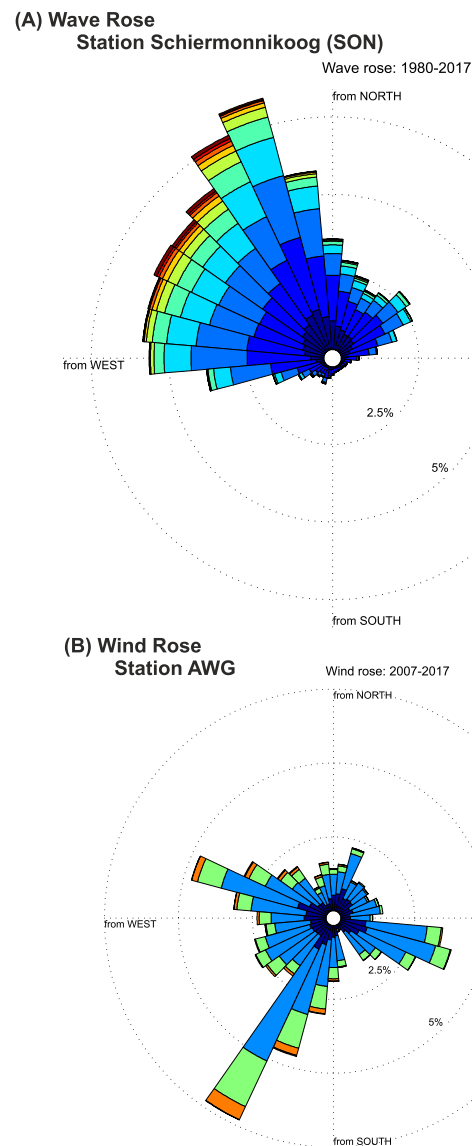 (A) Wave Rose
Station Schiermonnikoog (SON)
Wave rose: 1980-2017
from NORTH
from WEST
2.5%
5%
from SOUTH
(B) Wind Rose
Station AWG
Wind rose: 2007-2017
from NORTH
from WEST
2.5%
5%
from SOUTH